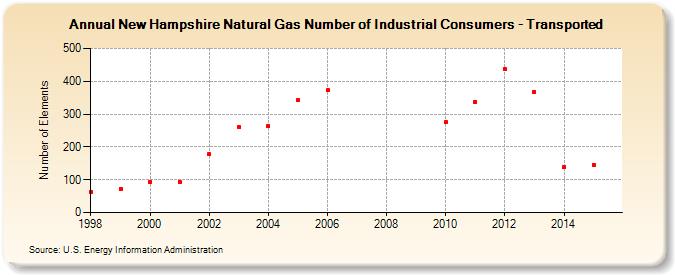 Annual New Hampshire Natural Gas Number of Industrial Consumers - Transported
Number of Elements
500
400
300
200
100
0
1998 2000 2002 2004 2006 2008 2010 2012 2014
Source: U.S. Energy Information Administration